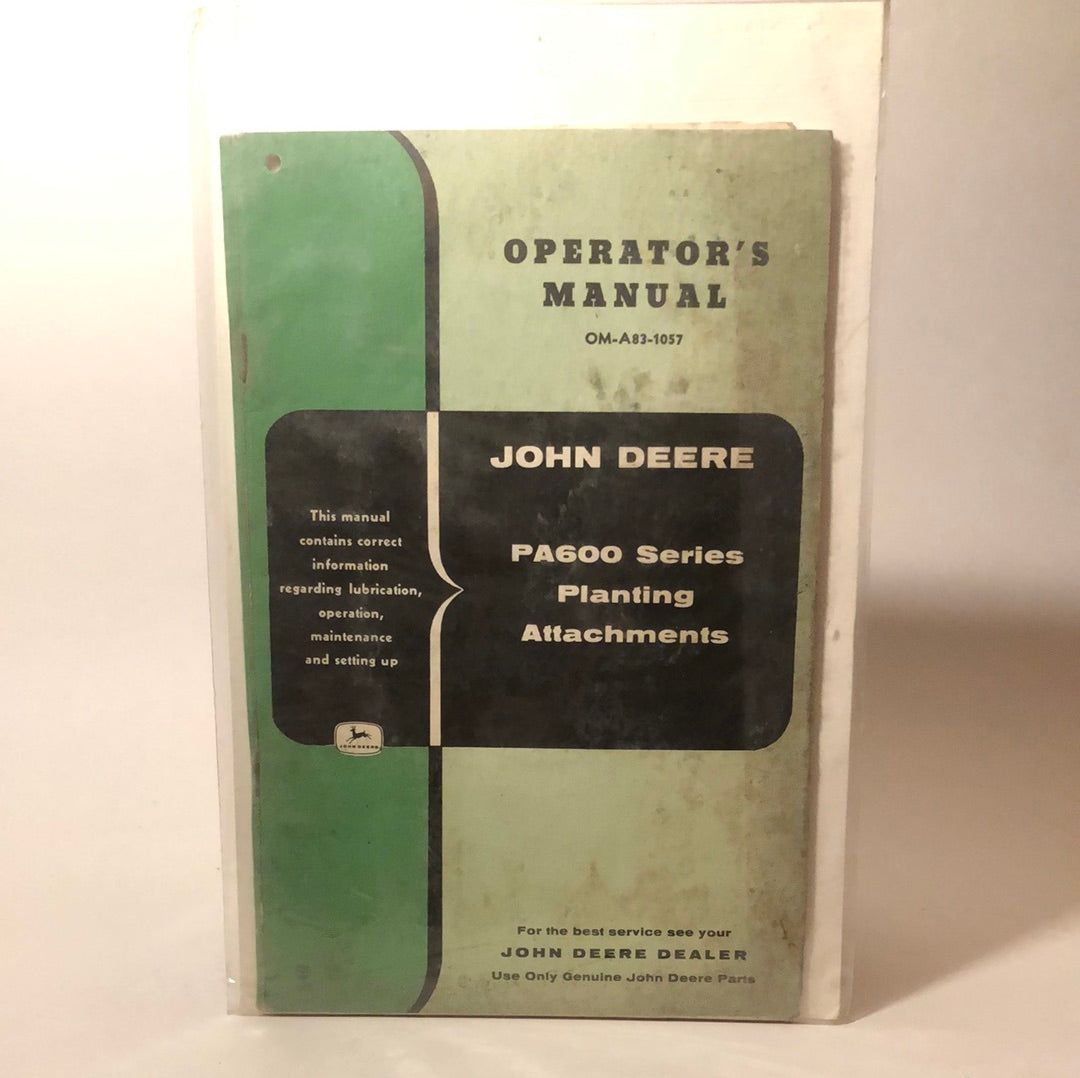 OPERATOR'S
MANUAL
OM-A83-1057
JOHN DEERE
PA600 Series
Planting
Attachments
This manual
contains correct
information
regarding lubrication,
operation,
maintenance
and setting up
JOHN DEERE
For the best service see your
JOHN DEERE DEALER
Use Only Genuine John Deere Parts